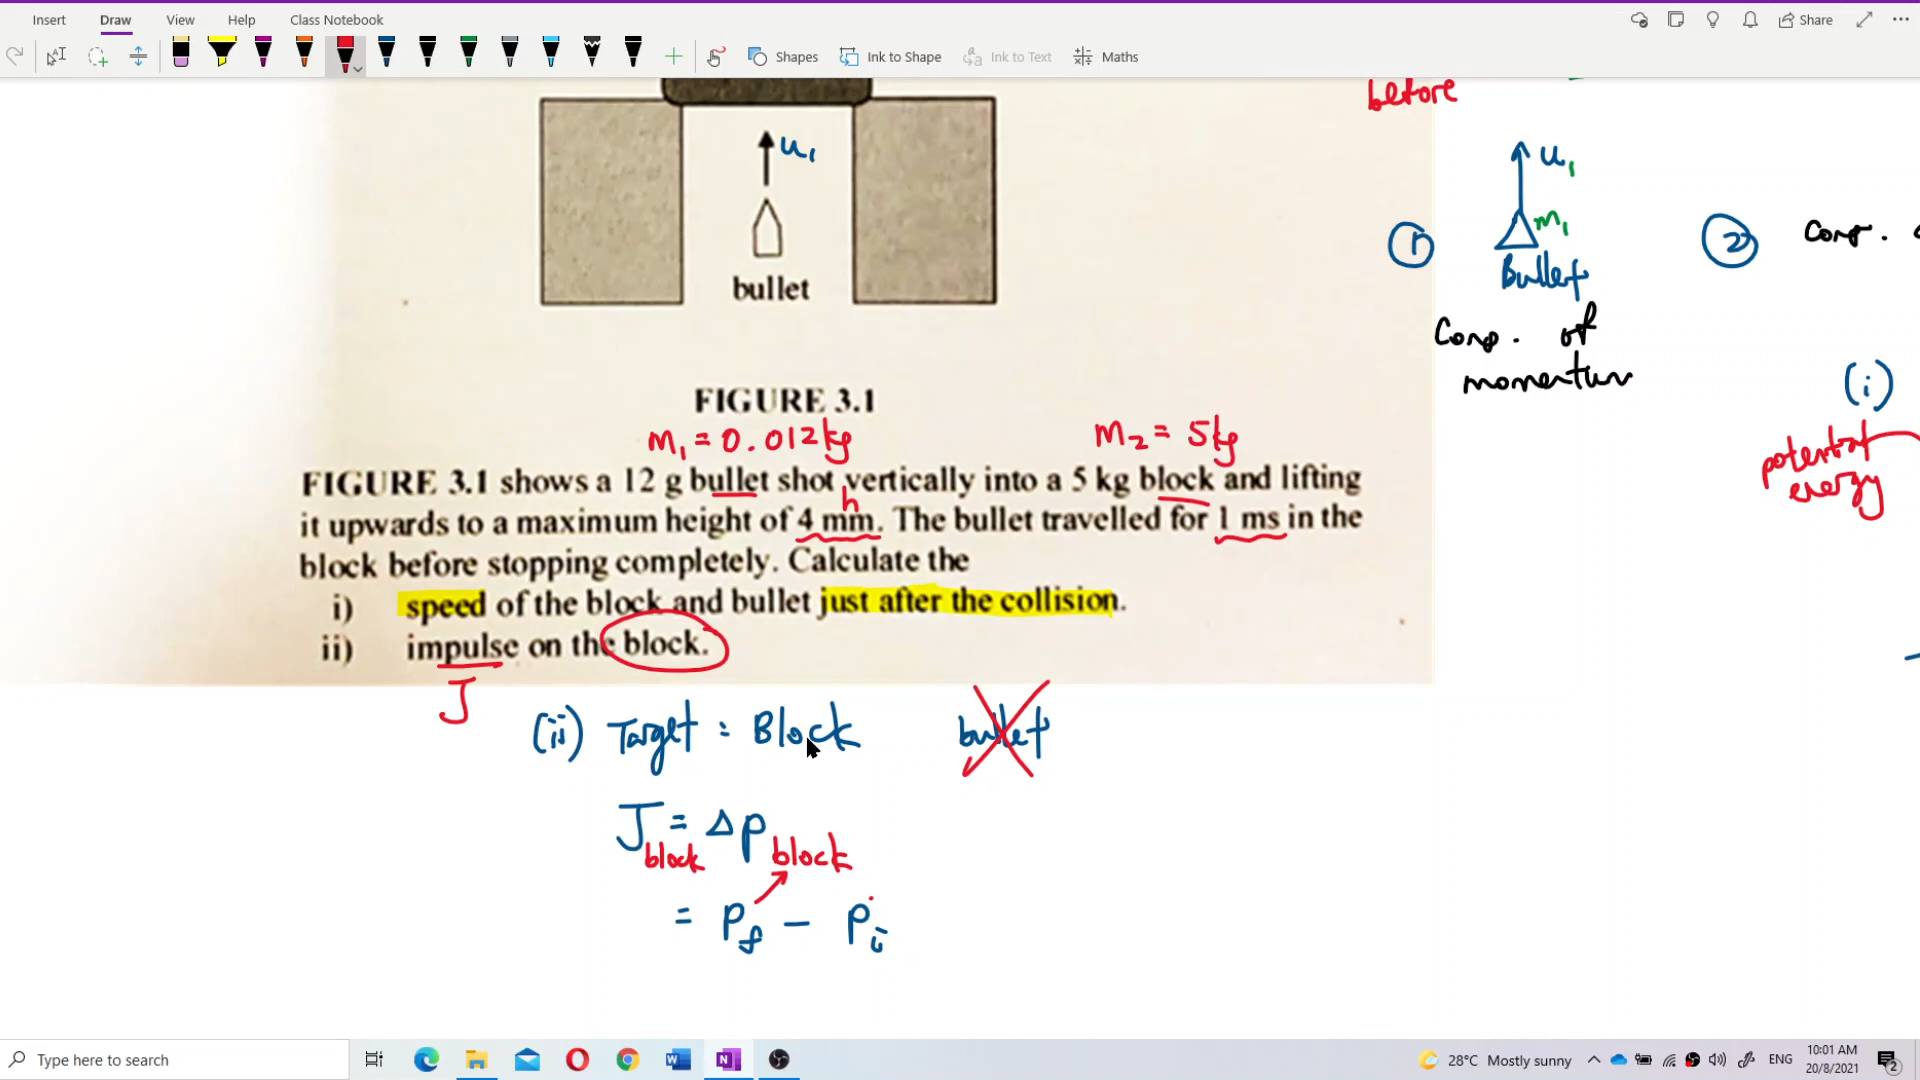 Insert Draw View Help Class Notebook Share
Shapes Ink to Shape Ink to Text Maths
before
u₁
u₁
m₁
bullet
Bullet
①
②
Consv. of
momentum
(i)
potential
energy
FIGURE 3.1
m₁ = 0.012kg m₂ = 5kg
FIGURE 3.1 shows a 12 g bullet shot vertically into a 5 kg block and lifting
h
it upwards to a maximum height of 4 mm. The bullet travelled for 1 ms in the
block before stopping completely. Calculate the
i) speed of the block and bullet just after the collision.
ii) impulse on the block.
J
(ii) Target : Block bullet
J block = Δp block
= Pf - Pi
Type here to search
28°C Mostly sunny
ENG
10:01 AM
20/8/2021
2